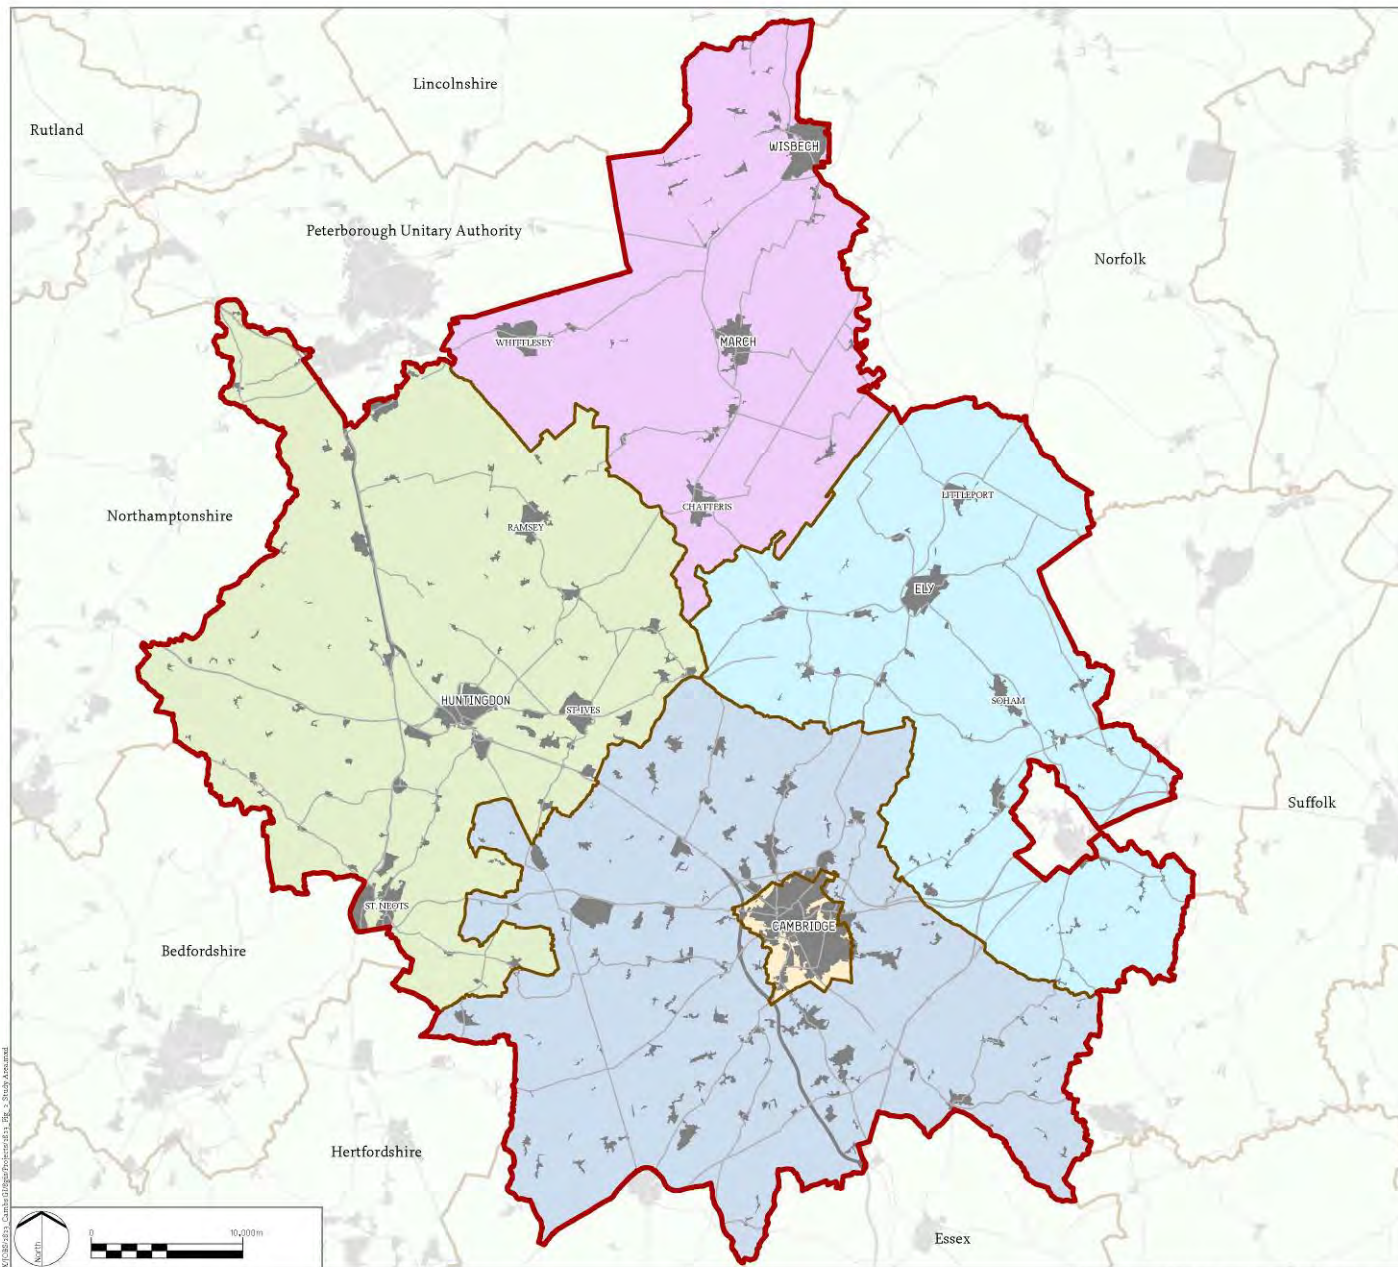 Lincolnshire
Rutland
WISBECH
Peterborough Unitary Authority
Norfolk
WHITTLESEY
MARCH
LITTLEPORT
CHATTERIS
Northamptonshire
RAMSEY
ELY
HUNTINGDON
SOHAM
ST. IVES
Suffolk
ST. NEOTS
CAMBRIDGE
Bedfordshire
Hertfordshire
Essex
North
0
10,000m